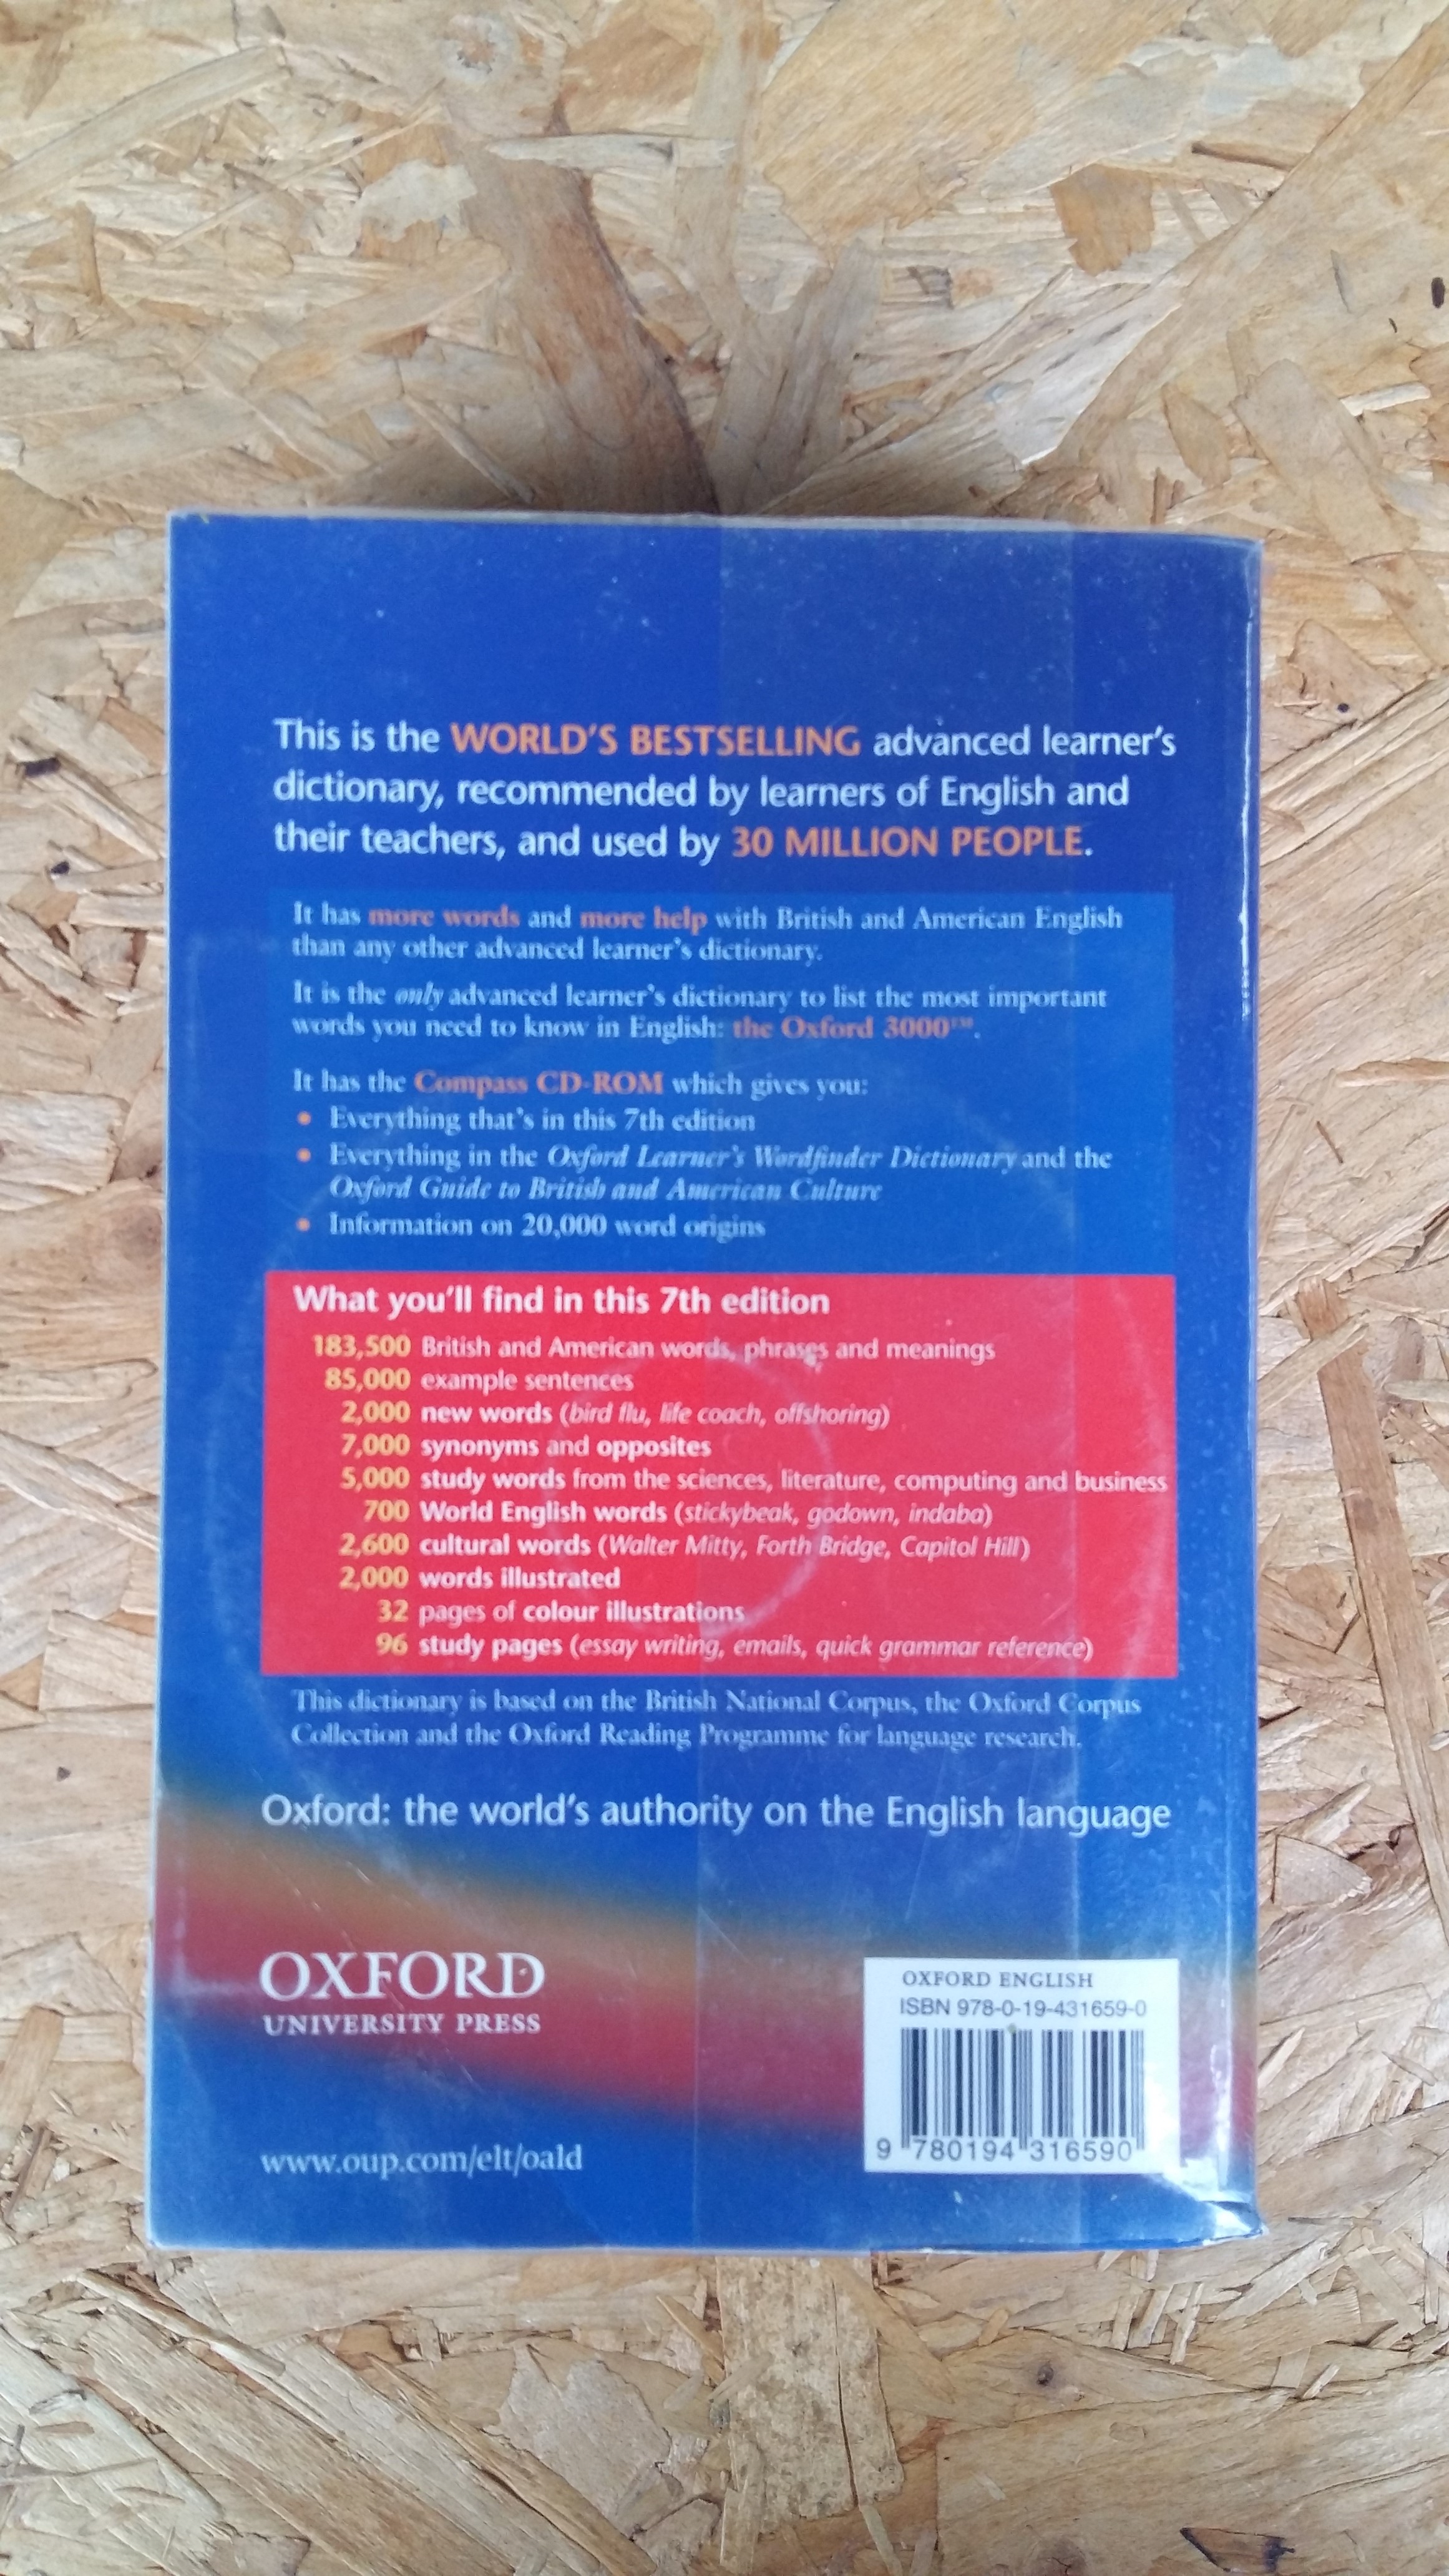 This is the WORLD'S BESTSELLING advanced learner's
dictionary, recommended by learners of English and
their teachers, and used by 30 MILLION PEOPLE.
It has more words and more help with British and American English
than any other advanced learner's dictionary.
It is the only advanced learner's dictionary to list the most important
words you need to know in English: the Oxford 3000™.
It has the Compass CD-ROM which gives you:
• Everything that's in this 7th edition
• Everything in the Oxford Learner's Wordfinder Dictionary and the
Oxford Guide to British and American Culture
• Information on 20,000 word origins
What you'll find in this 7th edition
183,500 British and American words, phrases and meanings
85,000 example sentences
2,000 new words (bird flu, life coach, offshoring)
7,000 synonyms and opposites
5,000 study words from the sciences, literature, computing and business
700 World English words (stickybeak, godown, indaba)
2,600 cultural words (Walter Mitty, Forth Bridge, Capitol Hill)
2,000 words illustrated
32 pages of colour illustrations
96 study pages (essay writing, emails, quick grammar reference)
This dictionary is based on the British National Corpus, the Oxford Corpus
Collection and the Oxford Reading Programme for language research.
Oxford: the world's authority on the English language
OXFORD
UNIVERSITY PRESS
www.oup.com/elt/oald
OXFORD ENGLISH
ISBN 978-0-19-431659-0
9 780194 316590